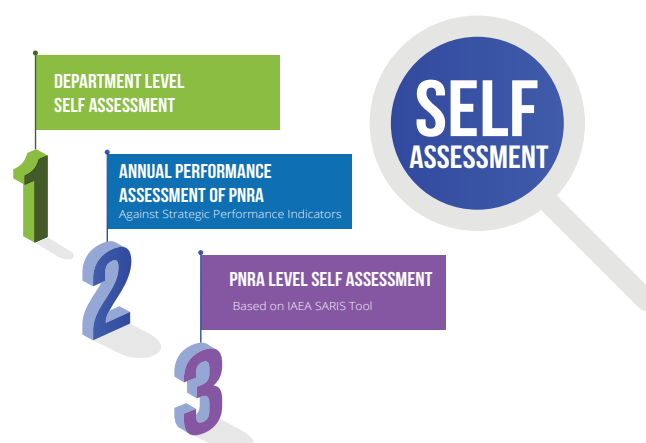 DEPARTMENT LEVEL
SELF ASSESSMENT
1
ANNUAL PERFORMANCE
ASSESSMENT OF PNRA
Against Strategic Performance Indicators
2
PNRA LEVEL SELF ASSESSMENT
Based on IAEA SARIS Tool
3
SELF
ASSESSMENT